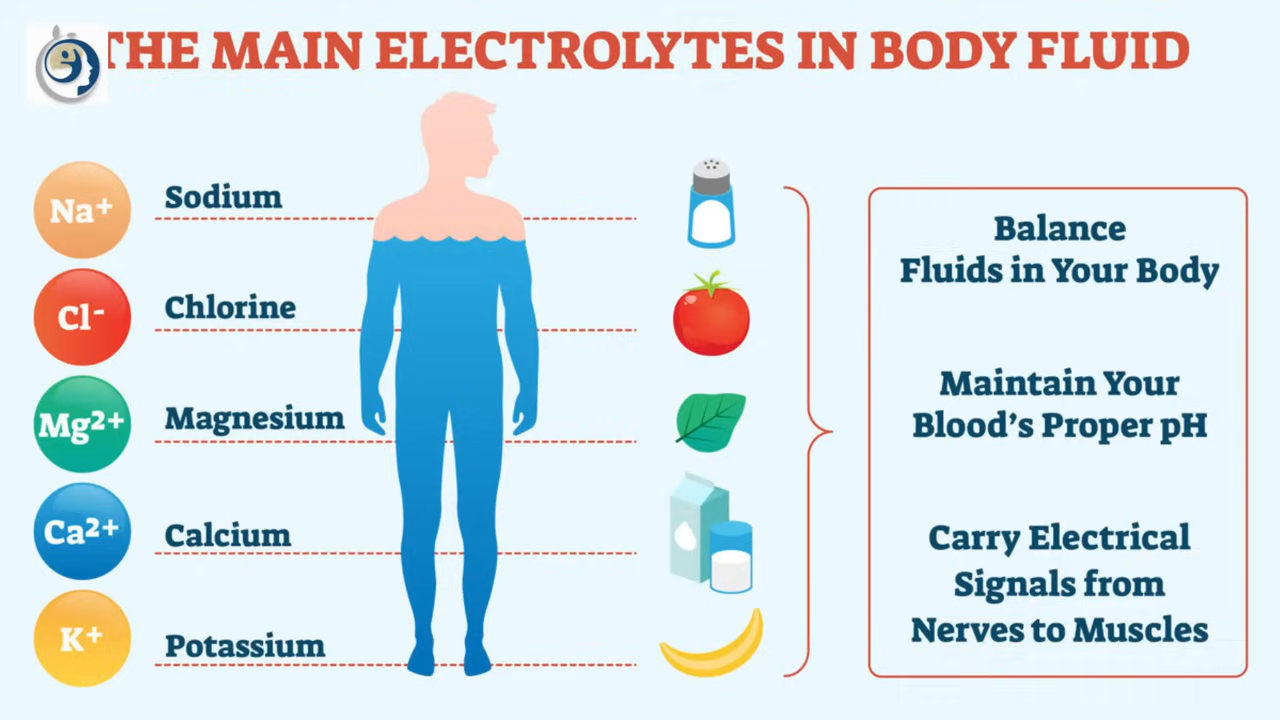 THE MAIN ELECTROLYTES IN BODY FLUID
Na+
Sodium
Cl-
Chlorine
Mg2+
Magnesium
Ca2+
Calcium
K+
Potassium
Balance
Fluids in Your Body
Maintain Your
Blood's Proper pH
Carry Electrical
Signals from
Nerves to Muscles